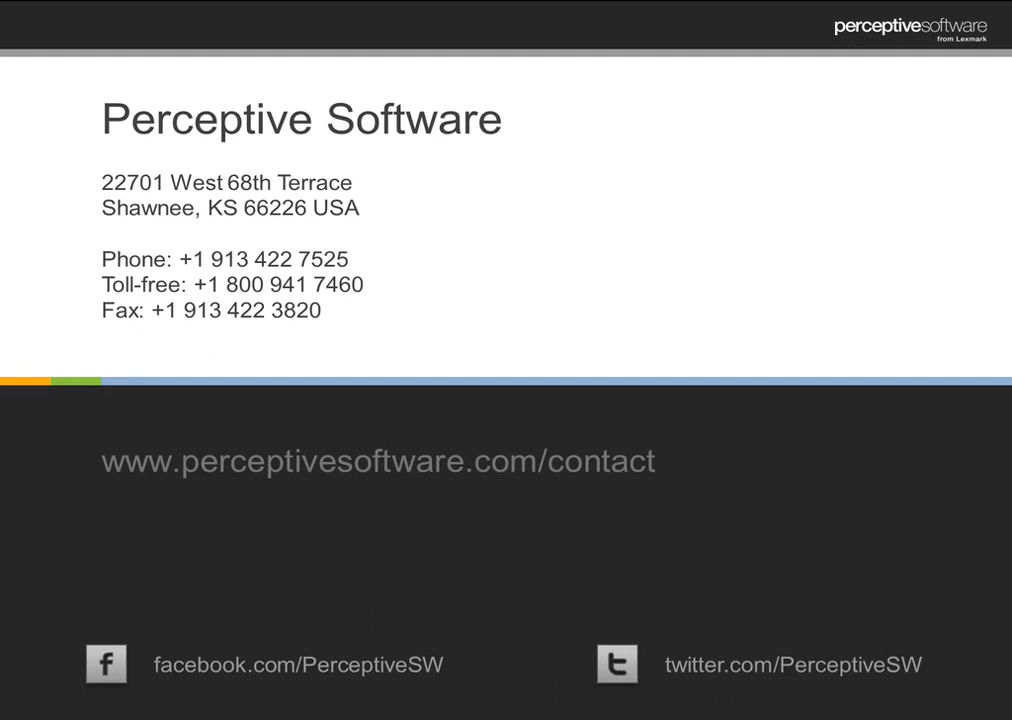 perceptivesoftware
from Lexmark
Perceptive Software
22701 West 68th Terrace
Shawnee, KS 66226 USA
Phone: +1 913 422 7525
Toll-free: +1 800 941 7460
Fax: +1 913 422 3820
www.perceptivesoftware.com/contact
facebook.com/PerceptiveSW
twitter.com/PerceptiveSW